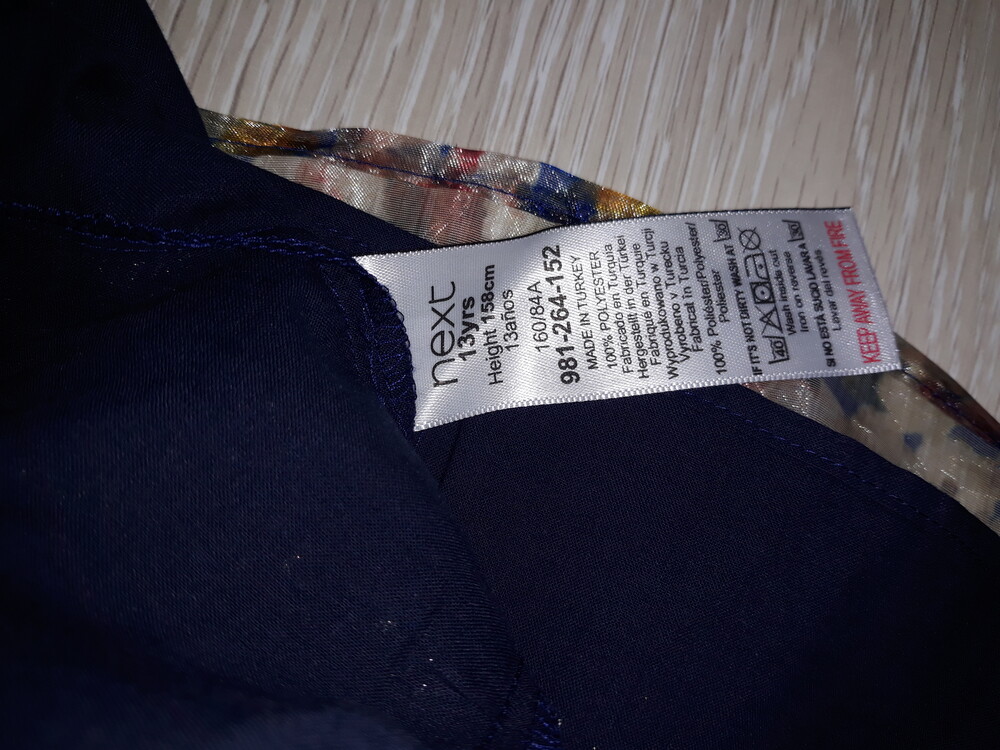 next
13yrs
Height 158cm
13años
160/84A
981-264-152
MADE IN TURKEY
100% POLYESTER
Fabricado en Turquía
Hergestellt in der Türkei
Fabriqué en Turquie
Wyprodukowano w Turcji
Vyrobeno v Turecku
Fabricat în Turcia
100% Poliéster/Polyester/
Poliester
IF IT'S NOT DIRTY WASH AT 30
40
Wash inside out
Iron on reverse
SI NO ESTÁ SUCIO LAVAR A 30
Lavar del revés
KEEP AWAY FROM FIRE